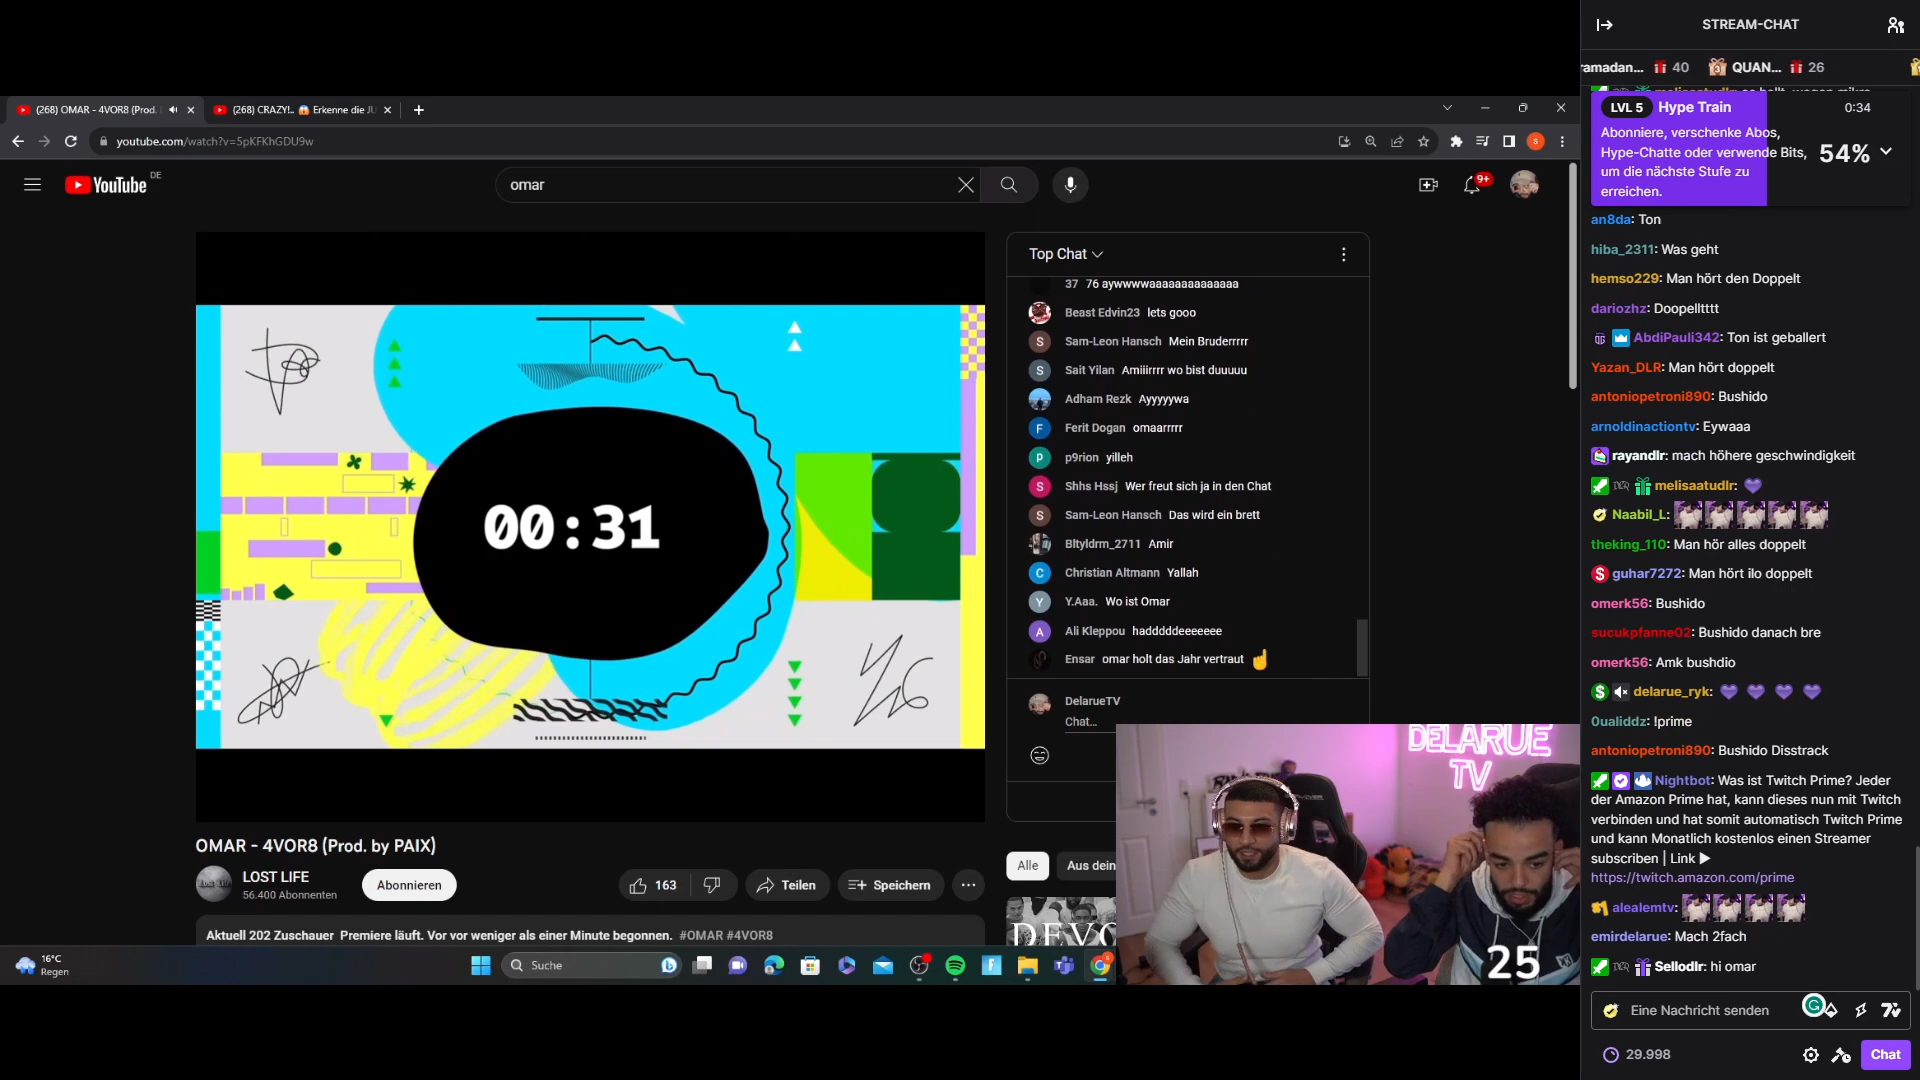 (268) OMAR - 4VOR8 (Prod.
(268) CRAZY!.. 😱 Erkenne die JU
youtube.com/watch?v=5pKFKhGDU9w
YouTube DE
omar
9+
00:31
OMAR - 4VOR8 (Prod. by PAIX)
LOST LIFE
56.400 Abonnenten
Abonnieren
163
Teilen
Speichern
Aktuell 202 Zuschauer Premiere läuft. Vor vor weniger als einer Minute begonnen. #OMAR #4VOR8
Top Chat
37 76 aywwwwaaaaaaaaaaaaaaa
Beast Edvin23 lets gooo
Sam-Leon Hansch Mein Bruderrrrr
Sait Yilan Amiiirrrr wo bist duuuuu
Adham Rezk Ayyyyywa
Ferit Dogan omaarrrrr
p9rion yilleh
Shhs Hssj Wer freut sich ja in den Chat
Sam-Leon Hansch Das wird ein brett
Bltyldrm_2711 Amir
Christian Altmann Yallah
Y.Aaa. Wo ist Omar
Ali Kleppou hadddddeeeeeee
Ensar omar holt das Jahr vertraut ☝
DelarueTV
Chat...
Alle
Aus dein
DEVO
DELARUE
TV
25
16°C
Regen
Suche
STREAM-CHAT
ramadan... 40
QUAN... 26
LVL 5 Hype Train
0:34
Abonniere, verschenke Abos,
Hype-Chatte oder verwende Bits,
um die nächste Stufe zu
erreichen.
54%
an8da: Ton
hiba_2311: Was geht
hemso229: Man hört den Doppelt
dariozhz: Doopelltttt
AbdiPauli342: Ton ist geballert
Yazan_DLR: Man hört doppelt
antoniopetroni890: Bushido
arnoldinactiontv: Eywaaa
rayandlr: mach höhere geschwindigkeit
melisaatudlr: 💜
Naabil_L:
theking_110: Man hör alles doppelt
guhar7272: Man hört ilo doppelt
omerk56: Bushido
sucukpfanne02: Bushido danach bre
omerk56: Amk bushdio
delarue_ryk: 💜 💜 💜 💜
0ualiddz: !prime
antoniopetroni890: Bushido Disstrack
Nightbot: Was ist Twitch Prime? Jeder
der Amazon Prime hat, kann dieses nun mit Twitch
verbinden und hat somit automatisch Twitch Prime
und kann Monatlich kostenlos einen Streamer
subscriben | Link ▶
https://twitch.amazon.com/prime
alealemtv:
emirdelarue: Mach 2fach
Sellodlr: hi omar
Eine Nachricht senden
29.998
Chat